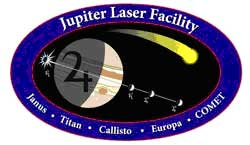 Jupiter Laser Facility
Janus • Titan • Callisto • Europa • COMET